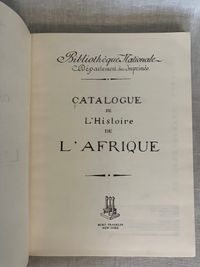 Bibliothèque Nationale
Département des Imprimés
CATALOGUE
DE
L'Histoire
DE
L'AFRIQUE
BURT FRANKLIN
NEW YORK